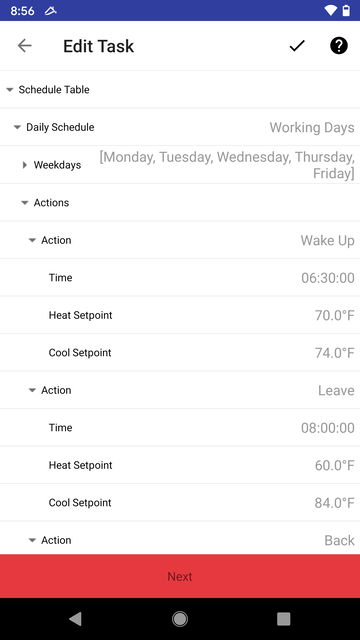 8:56
Edit Task
Schedule Table
Daily Schedule Working Days
Weekdays [Monday, Tuesday, Wednesday, Thursday,
Friday]
Actions
Action Wake Up
Time 06:30:00
Heat Setpoint 70.0°F
Cool Setpoint 74.0°F
Action Leave
Time 08:00:00
Heat Setpoint 60.0°F
Cool Setpoint 84.0°F
Action Back
Next